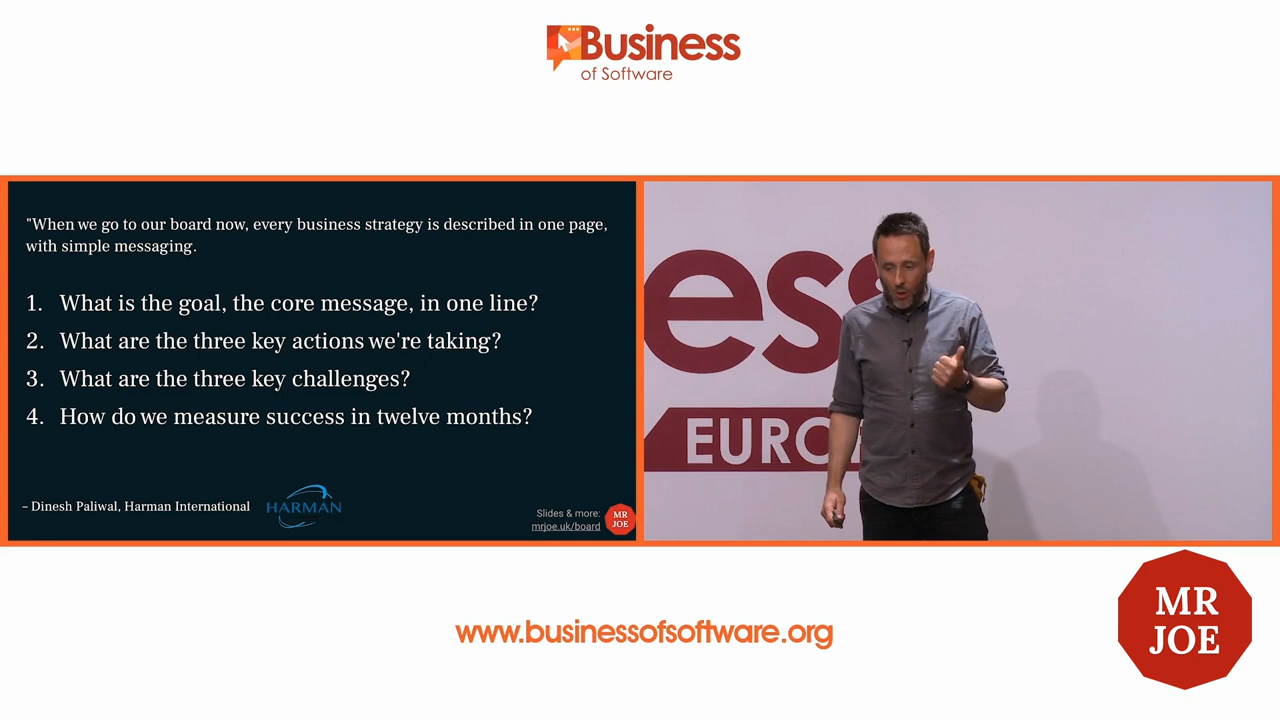 Business
of Software
"When we go to our board now, every business strategy is described in one page,
with simple messaging.
1. What is the goal, the core message, in one line?
2. What are the three key actions we're taking?
3. What are the three key challenges?
4. How do we measure success in twelve months?
– Dinesh Paliwal, Harman International
HARMAN
Slides & more:
mrjoe.uk/board
MR
JOE
ess
EURO
www.businessofsoftware.org
MR
JOE